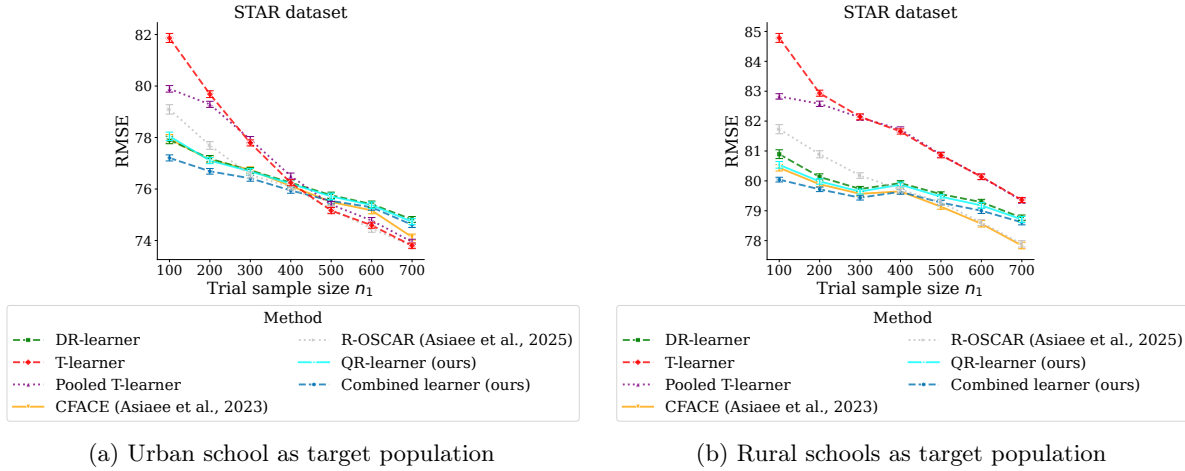 STAR dataset
82
80
78
76
74
RMSE
100 200 300 400 500 600 700
Trial sample size n₁
Method
DR-learner
T-learner
Pooled T-learner
CFACE (Asiaee et al., 2023)
R-OSCAR (Asiaee et al., 2025)
QR-learner (ours)
Combined learner (ours)
(a) Urban school as target population
STAR dataset
85
84
83
82
81
80
79
78
RMSE
100 200 300 400 500 600 700
Trial sample size n₁
Method
DR-learner
T-learner
Pooled T-learner
CFACE (Asiaee et al., 2023)
R-OSCAR (Asiaee et al., 2025)
QR-learner (ours)
Combined learner (ours)
(b) Rural schools as target population